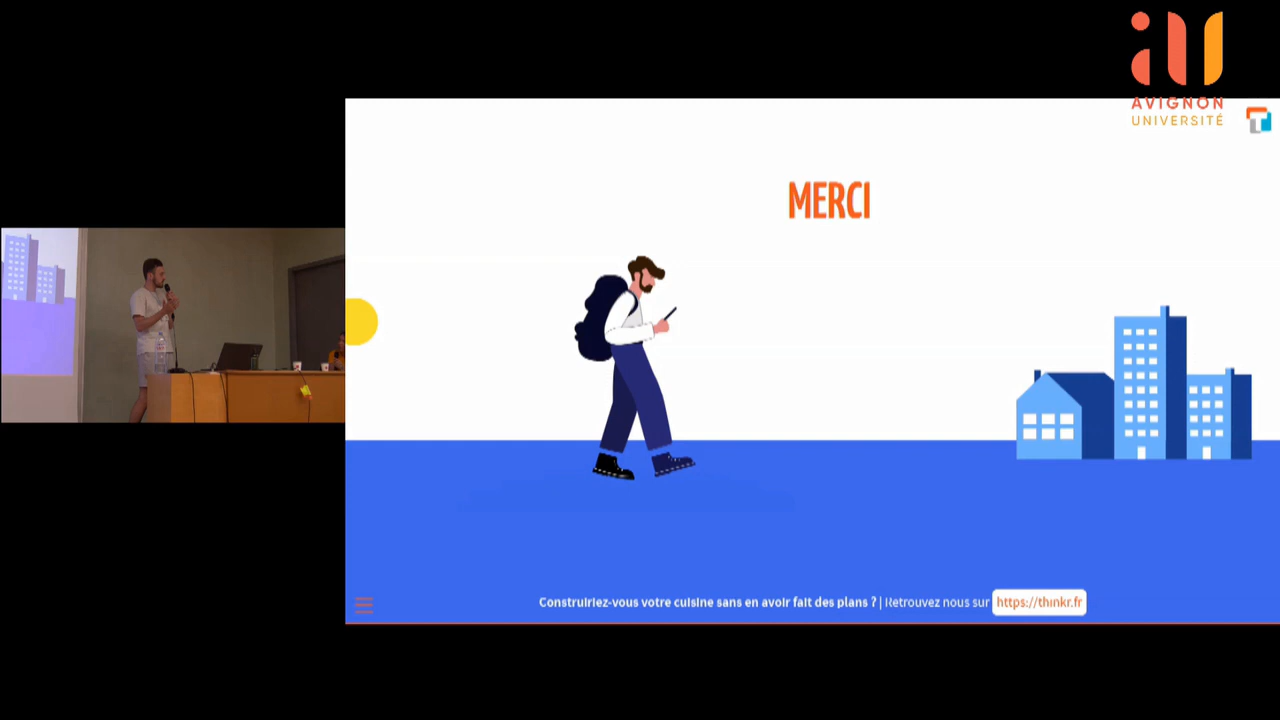 AVIGNON
UNIVERSITÉ
T
MERCI
Construiriez-vous votre cuisine sans en avoir fait des plans ? | Retrouvez nous sur https://thinkr.fr